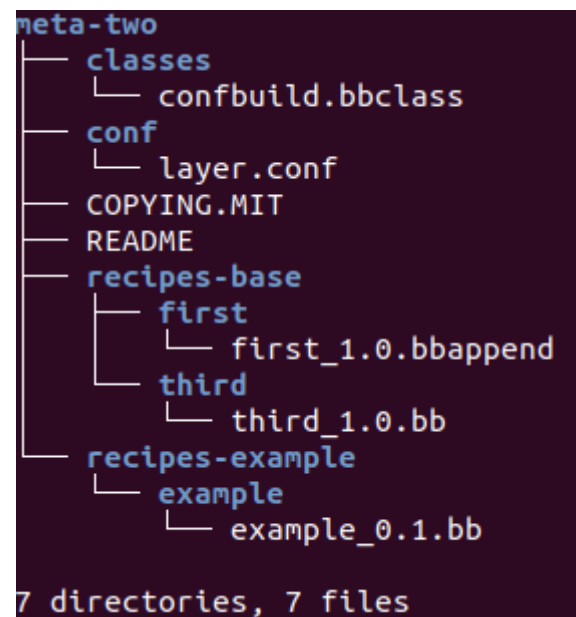 meta-two
├── classes
│   └── confbuild.bbclass
├── conf
│   └── layer.conf
├── COPYING.MIT
├── README
├── recipes-base
│   ├── first
│   │   └── first_1.0.bbappend
│   └── third
│       └── third_1.0.bb
└── recipes-example
    └── example
        └── example_0.1.bb

7 directories, 7 files